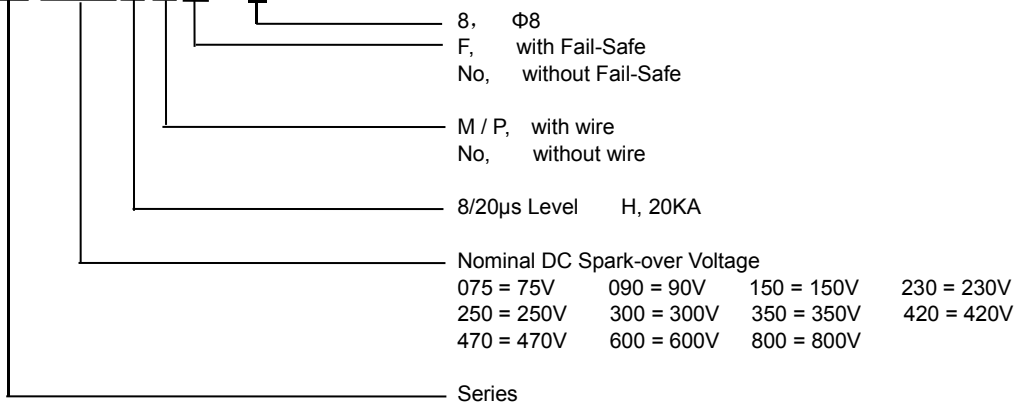 8， Φ8
F, with Fail-Safe
No, without Fail-Safe
M / P, with wire
No, without wire
8/20μs Level H, 20KA
Nominal DC Spark-over Voltage
075 = 75V 090 = 90V 150 = 150V 230 = 230V
250 = 250V 300 = 300V 350 = 350V 420 = 420V
470 = 470V 600 = 600V 800 = 800V
Series